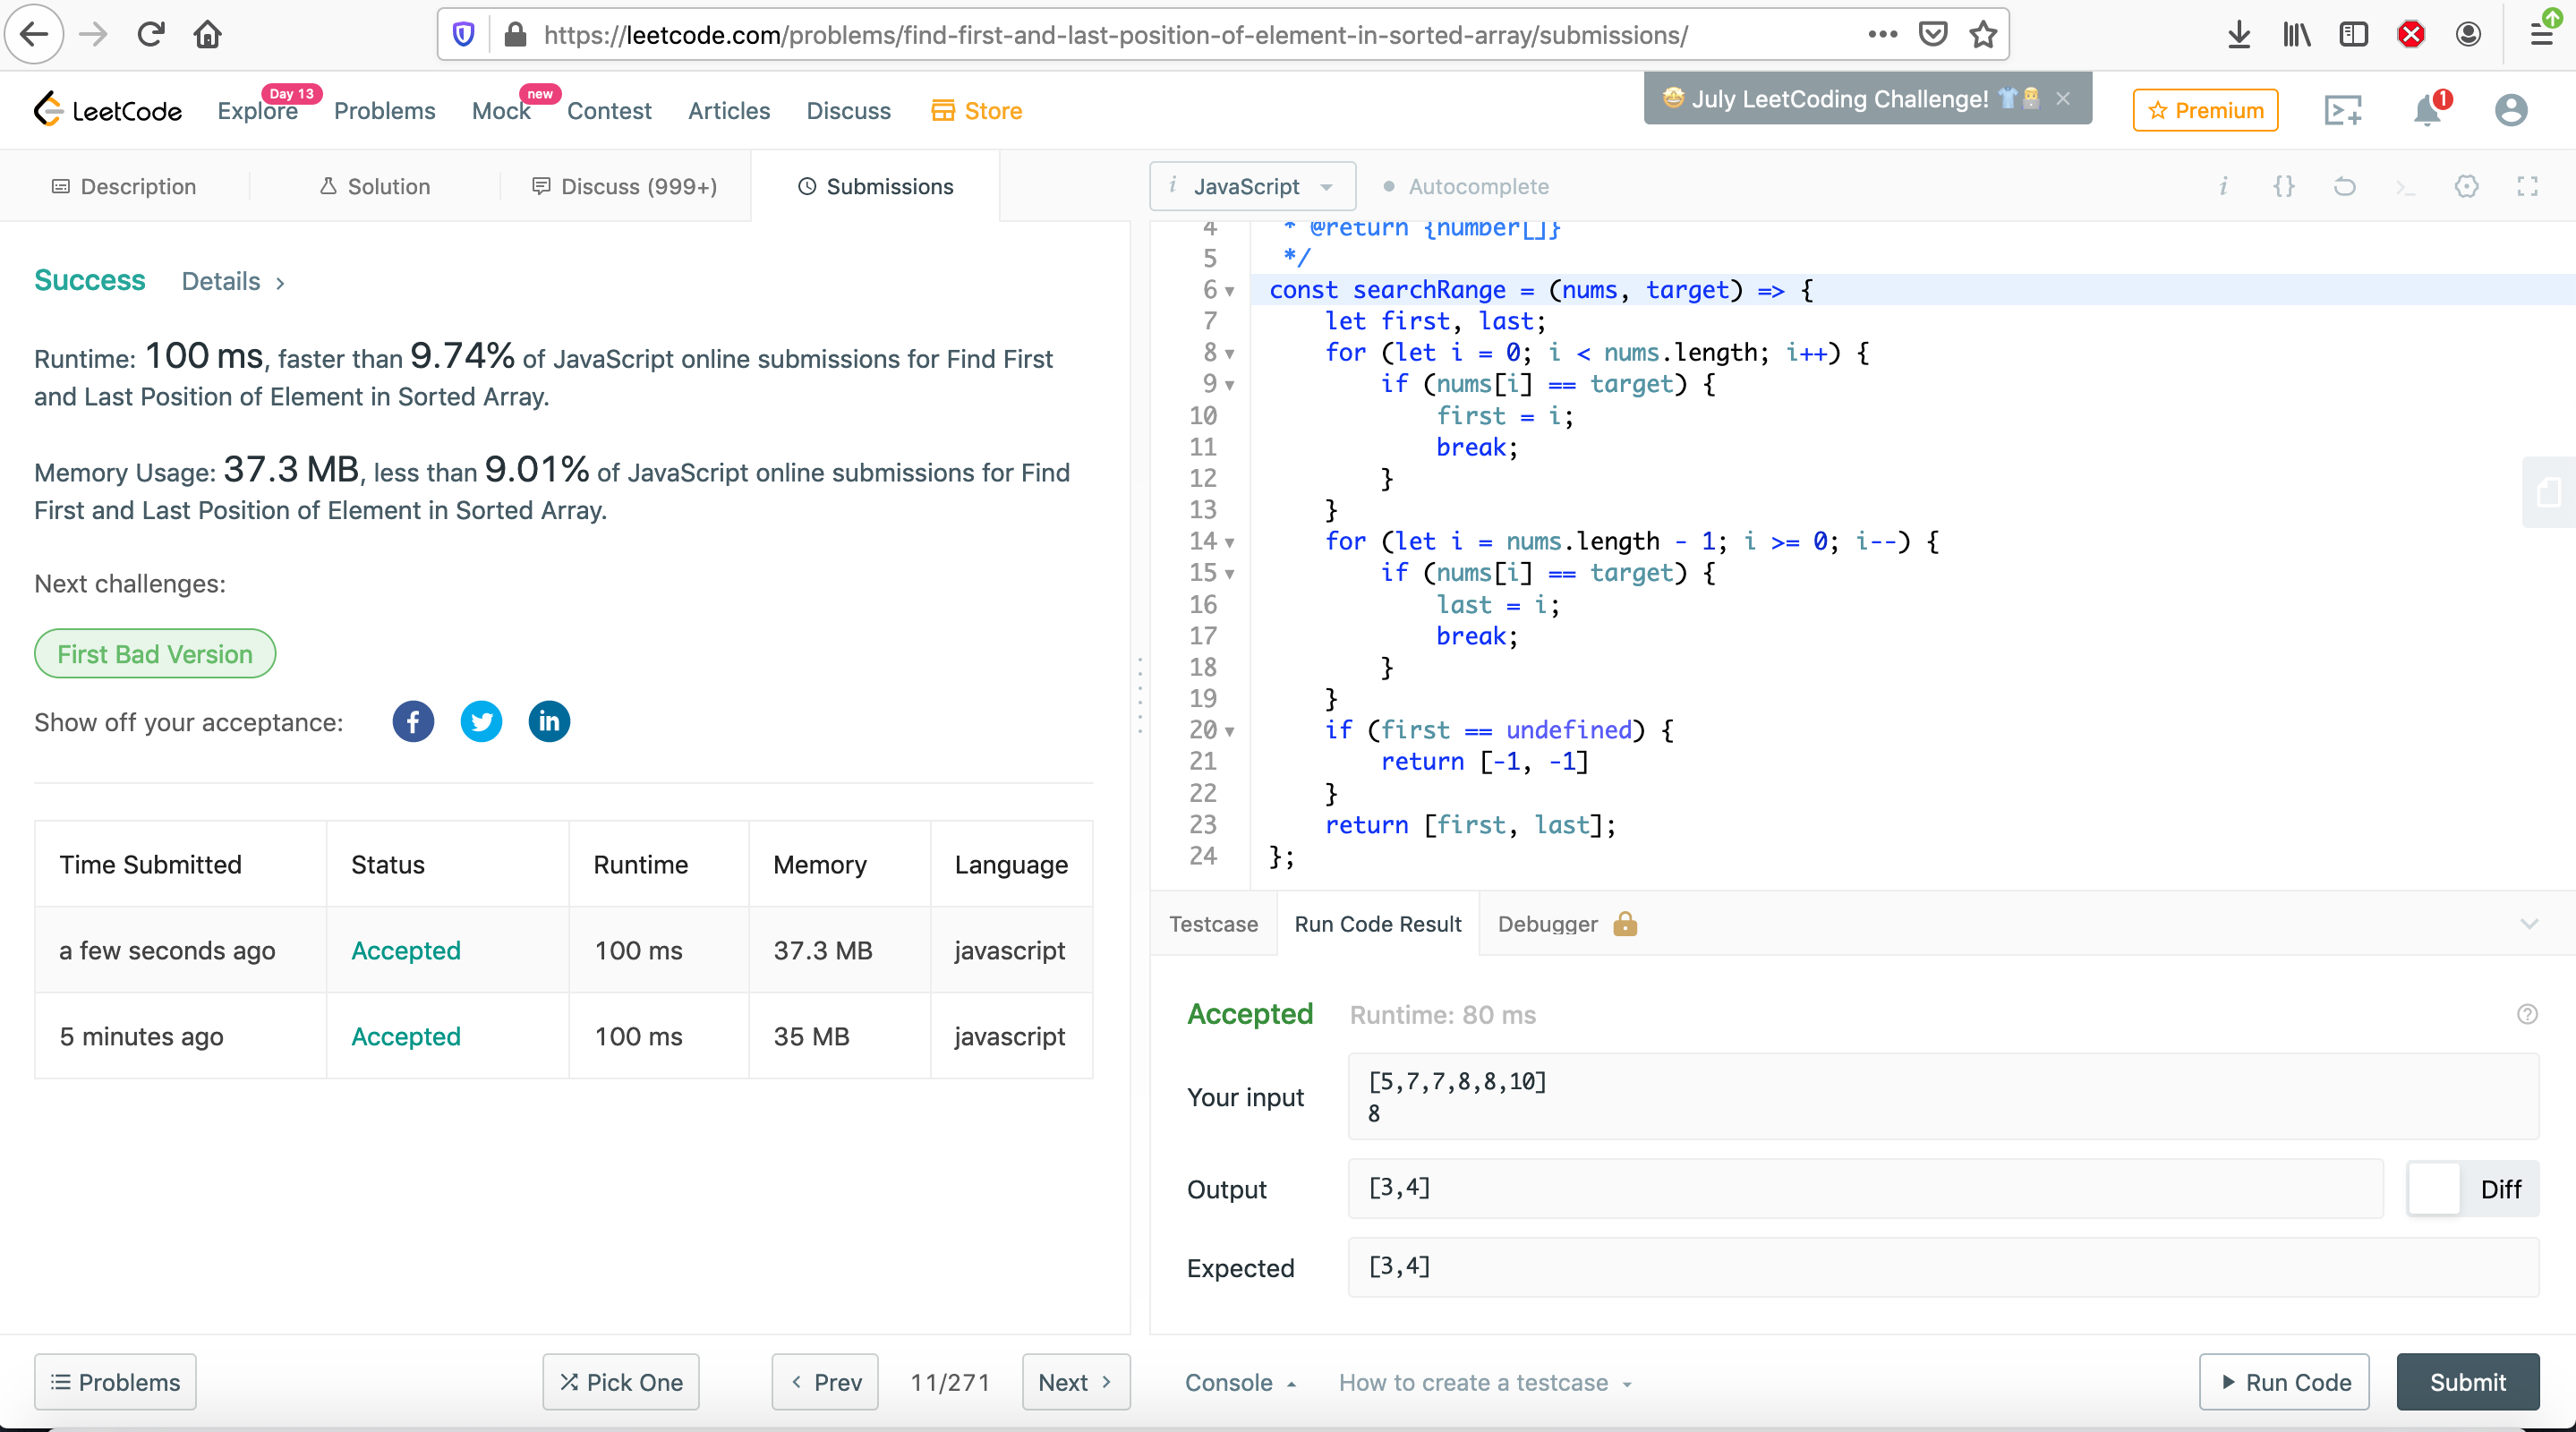 https://leetcode.com/problems/find-first-and-last-position-of-element-in-sorted-array/submissions/
LeetCode
Explore
Day 13
Problems
Mock
new
Contest
Articles
Discuss
Store
July LeetCoding Challenge!
Premium
1
Description
Solution
Discuss (999+)
Submissions
i JavaScript
Autocomplete
Success Details >
Runtime: 100 ms, faster than 9.74% of JavaScript online submissions for Find First
and Last Position of Element in Sorted Array.
Memory Usage: 37.3 MB, less than 9.01% of JavaScript online submissions for Find
First and Last Position of Element in Sorted Array.
Next challenges:
First Bad Version
Show off your acceptance:
Time Submitted Status Runtime Memory Language
a few seconds ago Accepted 100 ms 37.3 MB javascript
5 minutes ago Accepted 100 ms 35 MB javascript
4 * @return {number[]}
5 */
6 const searchRange = (nums, target) => {
7 let first, last;
8 for (let i = 0; i < nums.length; i++) {
9 if (nums[i] == target) {
10 first = i;
11 break;
12 }
13 }
14 for (let i = nums.length - 1; i >= 0; i--) {
15 if (nums[i] == target) {
16 last = i;
17 break;
18 }
19 }
20 if (first == undefined) {
21 return [-1, -1]
22 }
23 return [first, last];
24 };
Testcase Run Code Result Debugger
Accepted Runtime: 80 ms
Your input
[5,7,7,8,8,10]
8
Output [3,4] Diff
Expected [3,4]
Problems Pick One < Prev 11/271 Next > Console How to create a testcase Run Code Submit